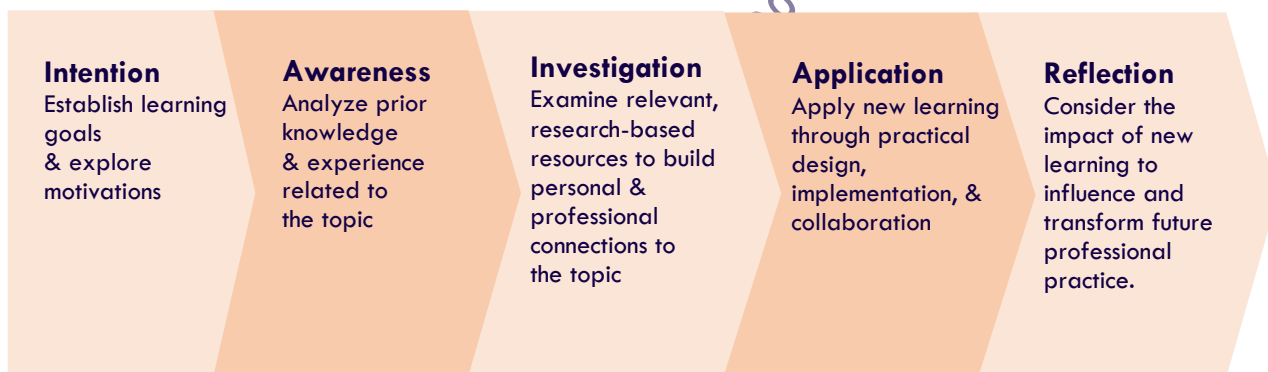 Intention
Establish learning
goals
& explore
motivations
Awareness
Analyze prior
knowledge
& experience
related to
the topic
Investigation
Examine relevant,
research-based
resources to build
personal &
professional
connections to
the topic
Application
Apply new learning
through practical
design,
implementation, &
collaboration
Reflection
Consider the
impact of new
learning to
influence and
transform future
professional
practice.